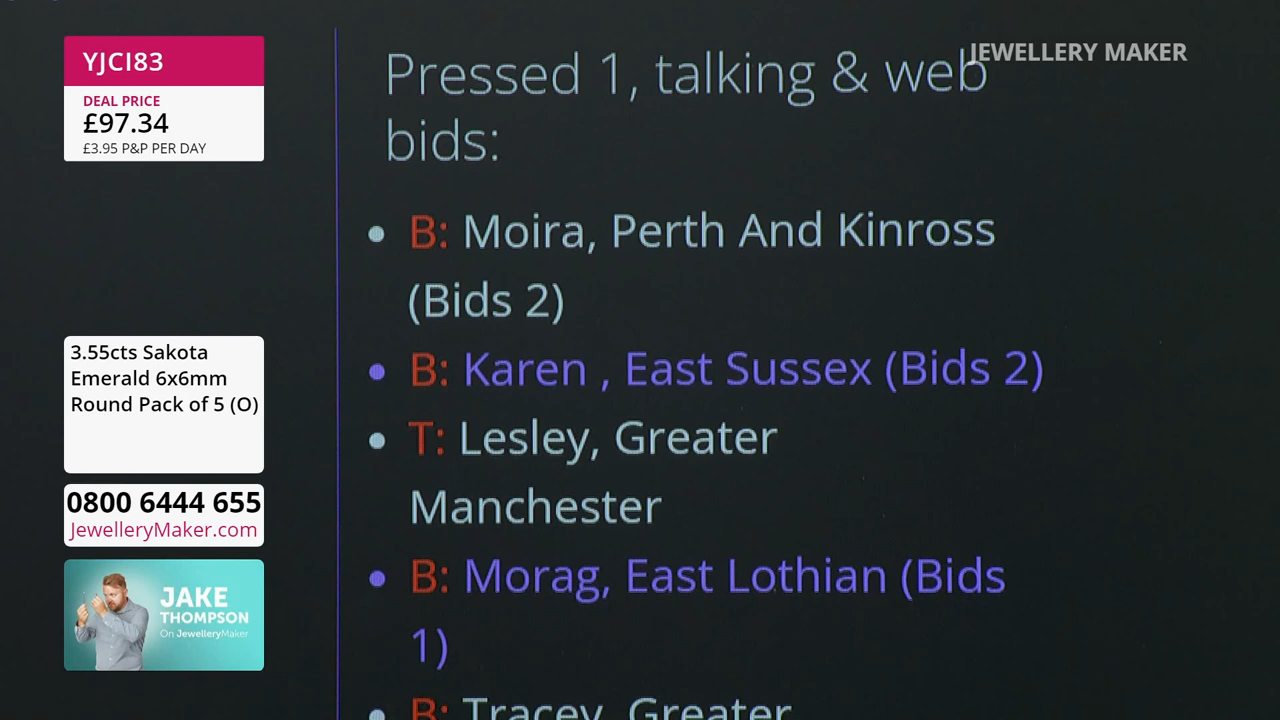 YJCI83
DEAL PRICE
£97.34
£3.95 P&P PER DAY
3.55cts Sakota
Emerald 6x6mm
Round Pack of 5 (O)
0800 6444 655
JewelleryMaker.com
JAKE
THOMPSON
On JewelleryMaker
JEWELLERY MAKER
Pressed 1, talking & web
bids:
• B: Moira, Perth And Kinross
(Bids 2)
• B: Karen , East Sussex (Bids 2)
• T: Lesley, Greater
Manchester
• B: Morag, East Lothian (Bids
1)
• B: Tracey, Greater